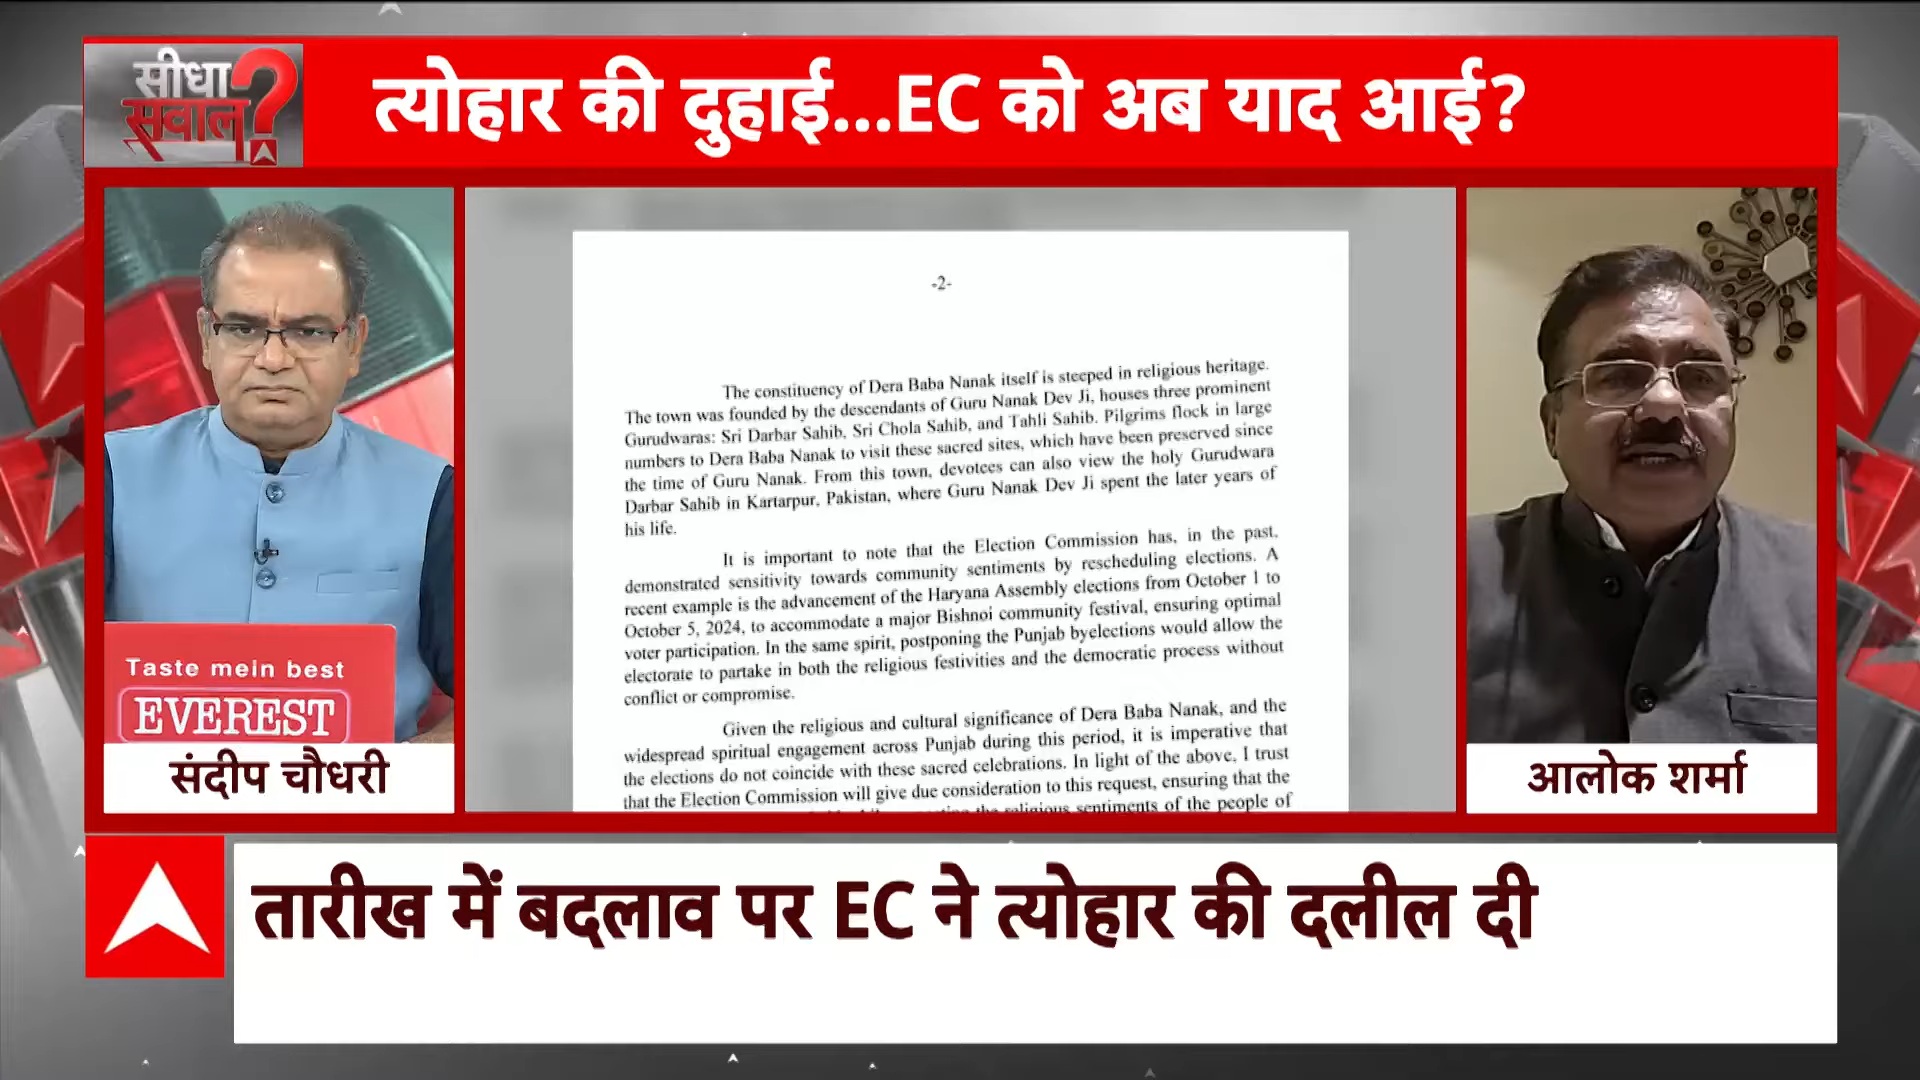 सीधा
सवाल?
त्योहार की दुहाई...EC को अब याद आई?
-2-
The constituency of Dera Baba Nanak itself is steeped in religious heritage.
The town was founded by the descendants of Guru Nanak Dev Ji, houses three prominent
Gurudwaras: Sri Darbar Sahib, Sri Chola Sahib, and Tahli Sahib. Pilgrims flock in large
numbers to Dera Baba Nanak to visit these sacred sites, which have been preserved since
the time of Guru Nanak. From this town, devotees can also view the holy Gurudwara
Darbar Sahib in Kartarpur, Pakistan, where Guru Nanak Dev Ji spent the later years of
his life.
It is important to note that the Election Commission has, in the past,
demonstrated sensitivity towards community sentiments by rescheduling elections. A
recent example is the advancement of the Haryana Assembly elections from October 1 to
October 5, 2024, to accommodate a major Bishnoi community festival, ensuring optimal
voter participation. In the same spirit, postponing the Punjab byelections would allow the
electorate to partake in both the religious festivities and the democratic process without
conflict or compromise.
Given the religious and cultural significance of Dera Baba Nanak, and the
widespread spiritual engagement across Punjab during this period, it is imperative that
the elections do not coincide with these sacred celebrations. In light of the above, I trust
that the Election Commission will give due consideration to this request, ensuring that the
the religious sentiments of the people of
Taste mein best
EVEREST
संदीप चौधरी
आलोक शर्मा
तारीख में बदलाव पर EC ने त्योहार की दलील दी